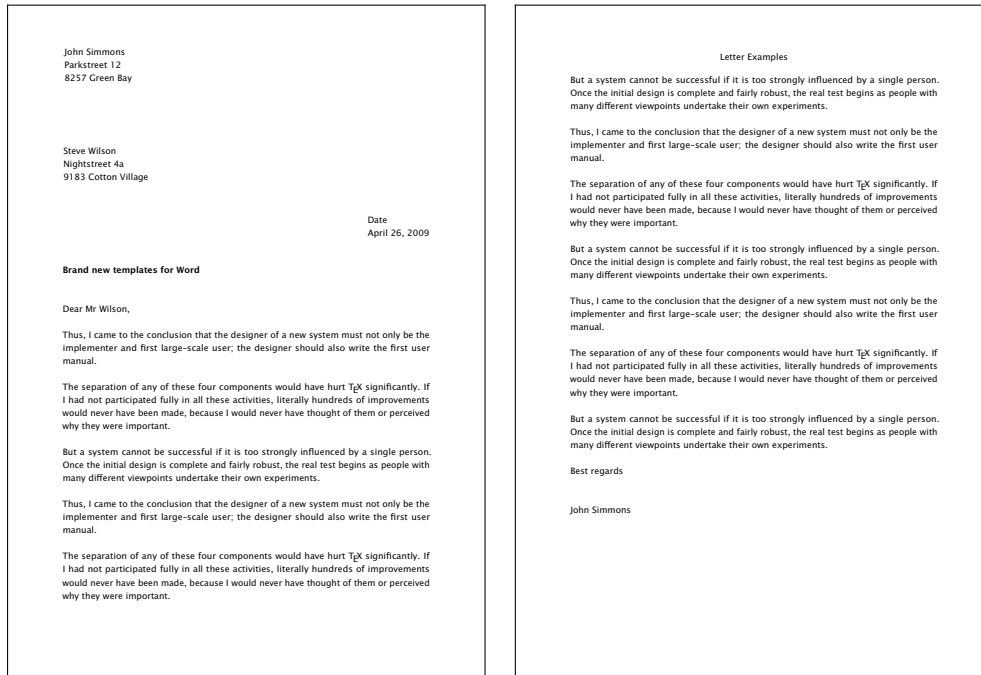 John Simmons
Parkstreet 12
8257 Green Bay
Steve Wilson
Nightstreet 4a
9183 Cotton Village
Date
April 26, 2009
Brand new templates for Word
Dear Mr Wilson,
Thus, I came to the conclusion that the designer of a new system must not only be the
implementer and first large-scale user; the designer should also write the first user
manual.
The separation of any of these four components would have hurt TEX significantly. If
I had not participated fully in all these activities, literally hundreds of improvements
would never have been made, because I would never have thought of them or perceived
why they were important.
But a system cannot be successful if it is too strongly influenced by a single person.
Once the initial design is complete and fairly robust, the real test begins as people with
many different viewpoints undertake their own experiments.
Thus, I came to the conclusion that the designer of a new system must not only be the
implementer and first large-scale user; the designer should also write the first user
manual.
The separation of any of these four components would have hurt TEX significantly. If
I had not participated fully in all these activities, literally hundreds of improvements
would never have been made, because I would never have thought of them or perceived
why they were important.
Letter Examples
But a system cannot be successful if it is too strongly influenced by a single person.
Once the initial design is complete and fairly robust, the real test begins as people with
many different viewpoints undertake their own experiments.
Thus, I came to the conclusion that the designer of a new system must not only be the
implementer and first large-scale user; the designer should also write the first user
manual.
The separation of any of these four components would have hurt TEX significantly. If
I had not participated fully in all these activities, literally hundreds of improvements
would never have been made, because I would never have thought of them or perceived
why they were important.
But a system cannot be successful if it is too strongly influenced by a single person.
Once the initial design is complete and fairly robust, the real test begins as people with
many different viewpoints undertake their own experiments.
Thus, I came to the conclusion that the designer of a new system must not only be the
implementer and first large-scale user; the designer should also write the first user
manual.
The separation of any of these four components would have hurt TEX significantly. If
I had not participated fully in all these activities, literally hundreds of improvements
would never have been made, because I would never have thought of them or perceived
why they were important.
But a system cannot be successful if it is too strongly influenced by a single person.
Once the initial design is complete and fairly robust, the real test begins as people with
many different viewpoints undertake their own experiments.
Best regards
John Simmons